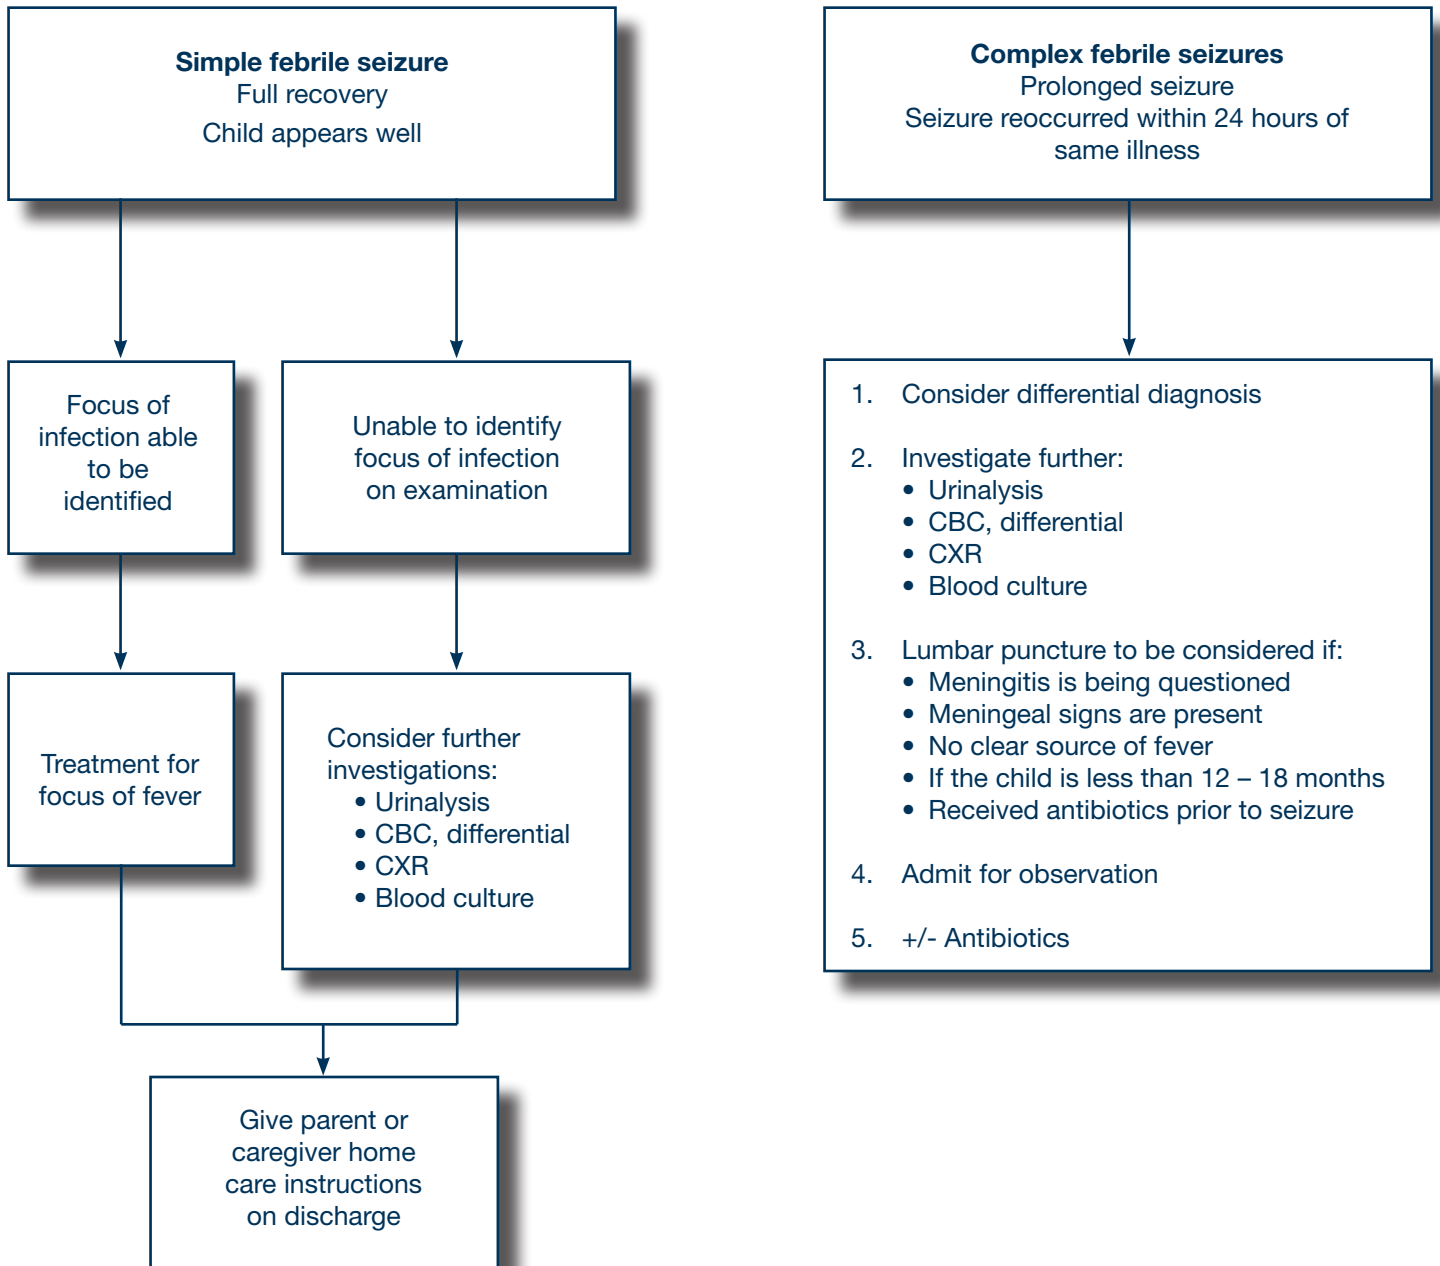 Simple febrile seizure
Full recovery
Child appears well
Complex febrile seizures
Prolonged seizure
Seizure reoccurred within 24 hours of
same illness
Focus of
infection able
to be
identified
Unable to identify
focus of infection
on examination
Treatment for
focus of fever
Consider further
investigations:
• Urinalysis
• CBC, differential
• CXR
• Blood culture
Give parent or
caregiver home
care instructions
on discharge
1. Consider differential diagnosis
2. Investigate further:
• Urinalysis
• CBC, differential
• CXR
• Blood culture
3. Lumbar puncture to be considered if:
• Meningitis is being questioned
• Meningeal signs are present
• No clear source of fever
• If the child is less than 12 – 18 months
• Received antibiotics prior to seizure
4. Admit for observation
5. +/- Antibiotics